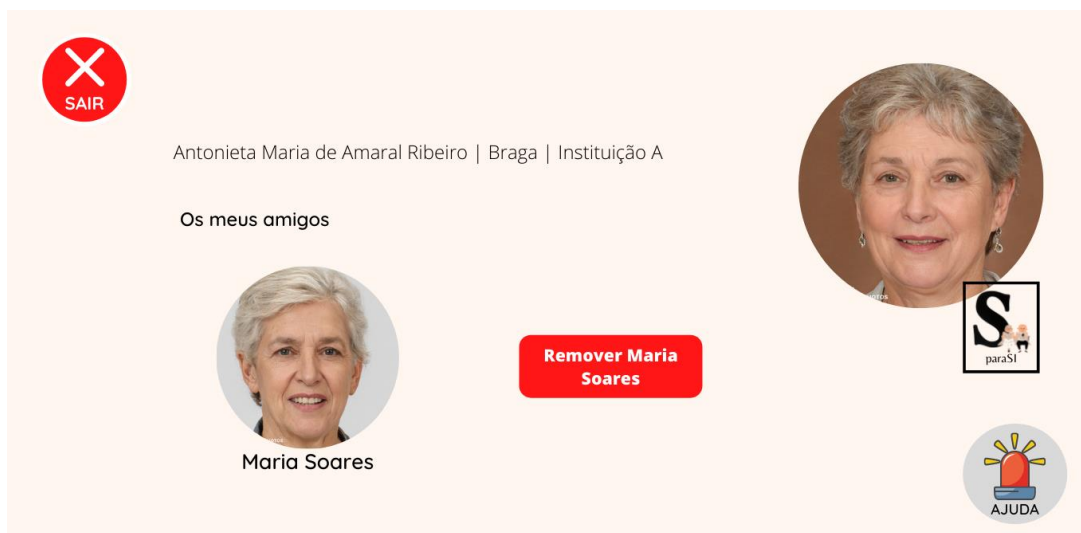 SAIR
Antonieta Maria de Amaral Ribeiro | Braga | Instituição A
Os meus amigos
Remover Maria
Soares
Maria Soares
S
paraSI
AJUDA